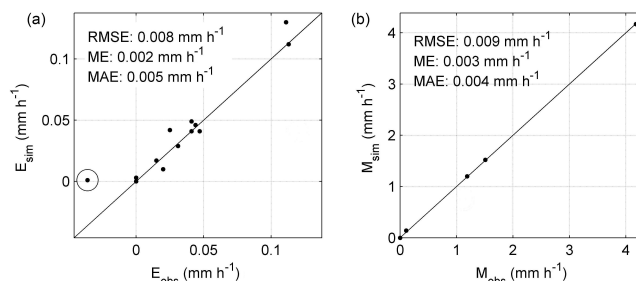 (a)
RMSE: 0.008 mm h⁻¹
ME: 0.002 mm h⁻¹
MAE: 0.005 mm h⁻¹
0.1
0.05
0
E_sim (mm h⁻¹)
0
0.05
0.1
E_obs (mm h⁻¹)
(b)
RMSE: 0.009 mm h⁻¹
ME: 0.003 mm h⁻¹
MAE: 0.004 mm h⁻¹
4
3
2
1
0
M_sim (mm h⁻¹)
0
1
2
3
4
M_obs (mm h⁻¹)